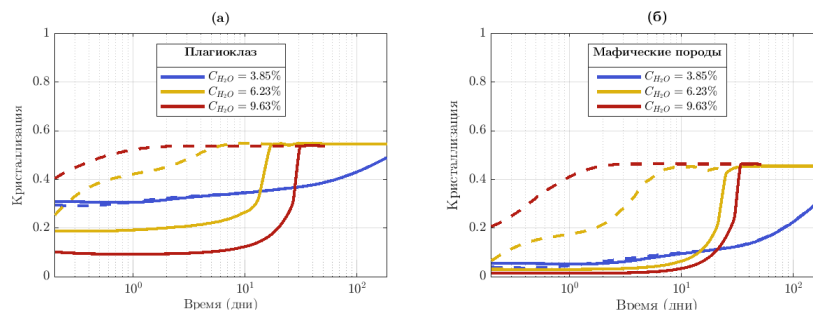 (а)
Кристаллизация
1
0.8
0.6
0.4
0.2
0
Плагиоклаз
C_{H_2O} = 3.85%
C_{H_2O} = 6.23%
C_{H_2O} = 9.63%
10^0
10^1
10^2
Время (дни)
(б)
Кристаллизация
1
0.8
0.6
0.4
0.2
0
Мафические породы
C_{H_2O} = 3.85%
C_{H_2O} = 6.23%
C_{H_2O} = 9.63%
10^0
10^1
10^2
Время (дни)